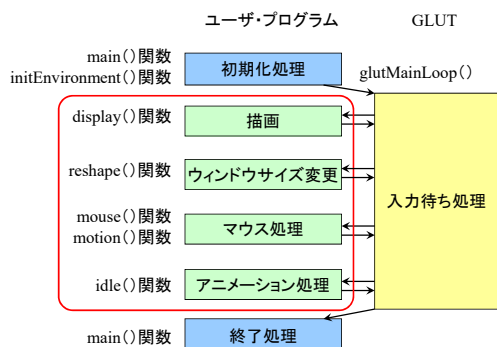 ユーザ・プログラム
GLUT
main()関数
initEnvironment()関数
初期化処理
glutMainLoop()
display()関数
描画
reshape()関数
ウィンドウサイズ変更
入力待ち処理
mouse()関数
motion()関数
マウス処理
idle()関数
アニメーション処理
main()関数
終了処理